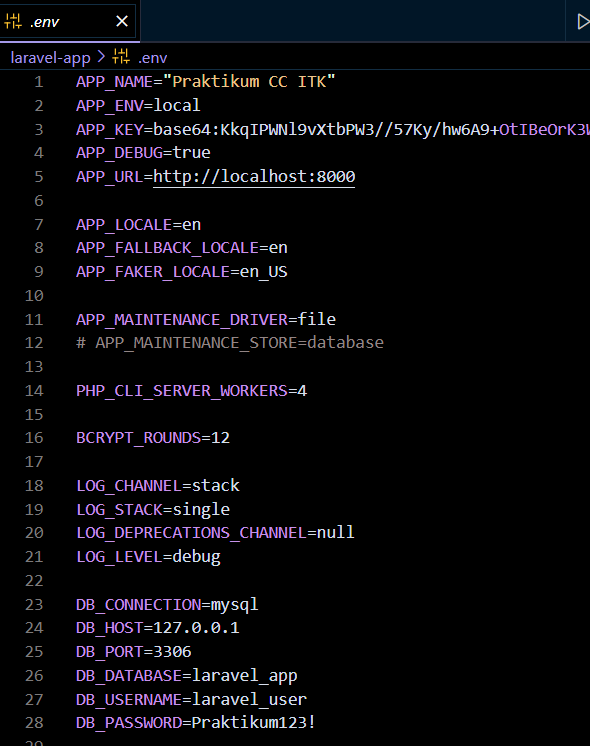 .env
laravel-app > .env
1 APP_NAME="Praktikum CC ITK"
2 APP_ENV=local
3 APP_KEY=base64:KkqIPWNl9vXtbPW3//57Ky/hw6A9+OtIBeOrK3W
4 APP_DEBUG=true
5 APP_URL=http://localhost:8000
6
7 APP_LOCALE=en
8 APP_FALLBACK_LOCALE=en
9 APP_FAKER_LOCALE=en_US
10
11 APP_MAINTENANCE_DRIVER=file
12 # APP_MAINTENANCE_STORE=database
13
14 PHP_CLI_SERVER_WORKERS=4
15
16 BCRYPT_ROUNDS=12
17
18 LOG_CHANNEL=stack
19 LOG_STACK=single
20 LOG_DEPRECATIONS_CHANNEL=null
21 LOG_LEVEL=debug
22
23 DB_CONNECTION=mysql
24 DB_HOST=127.0.0.1
25 DB_PORT=3306
26 DB_DATABASE=laravel_app
27 DB_USERNAME=laravel_user
28 DB_PASSWORD=Praktikum123!